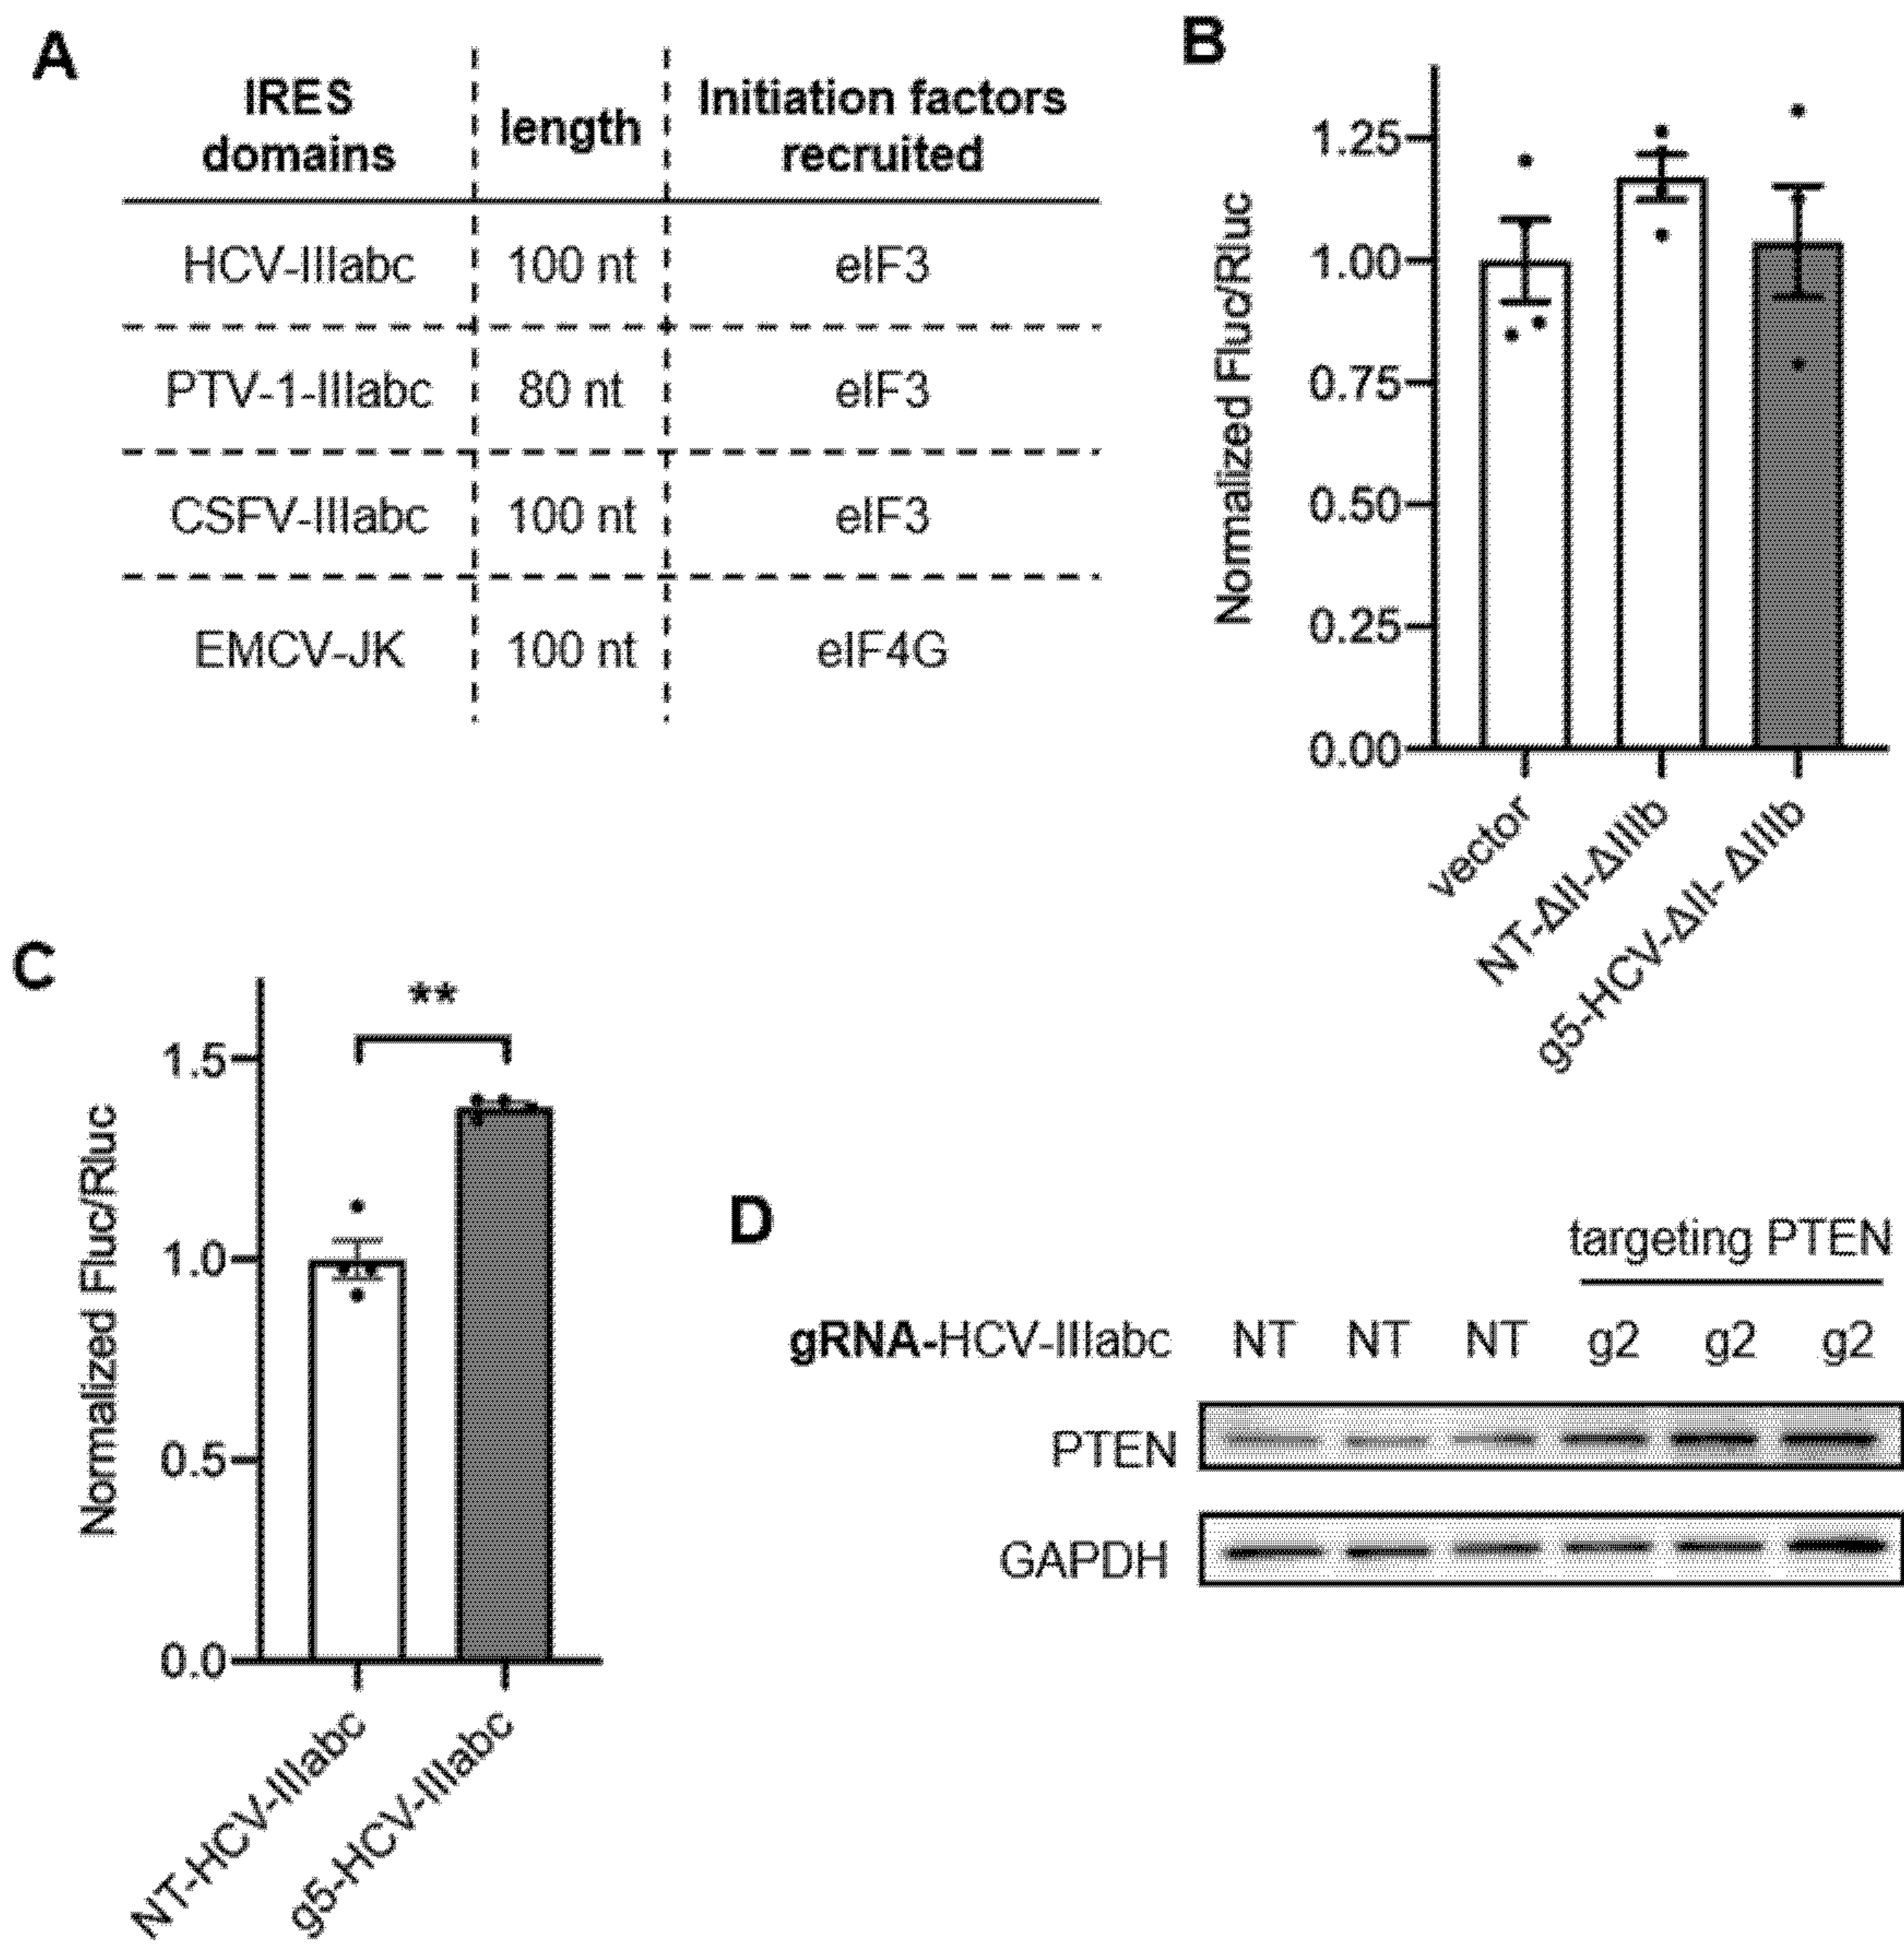 A
IRES domains length Initiation factors recruited
HCV-IIIabc 100 nt eIF3
PTV-1-IIIabc 80 nt eIF3
CSFV-IIIabc 100 nt eIF3
EMCV-JK 100 nt eIF4G
B
Normalized Fluc/Rluc
1.25
1.00
0.75
0.50
0.25
0.00
vector
NT-ΔII-ΔIIIb
g5-HCV-ΔII- ΔIIIb
C
Normalized Fluc/Rluc
**
1.5
1.0
0.5
0.0
NT-HCV-IIIabc
g5-HCV-IIIabc
D
targeting PTEN
gRNA-HCV-IIIabc NT NT NT g2 g2 g2
PTEN
GAPDH